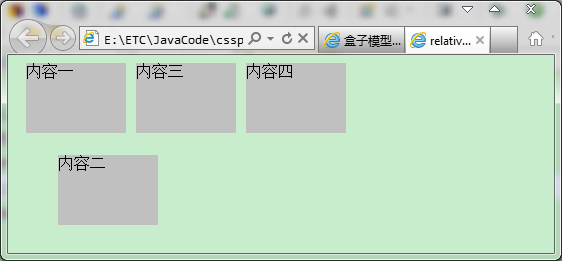 E:\ETC\JavaCode\cssp
盒子模型...
relativ...
内容一
内容三
内容四
内容二